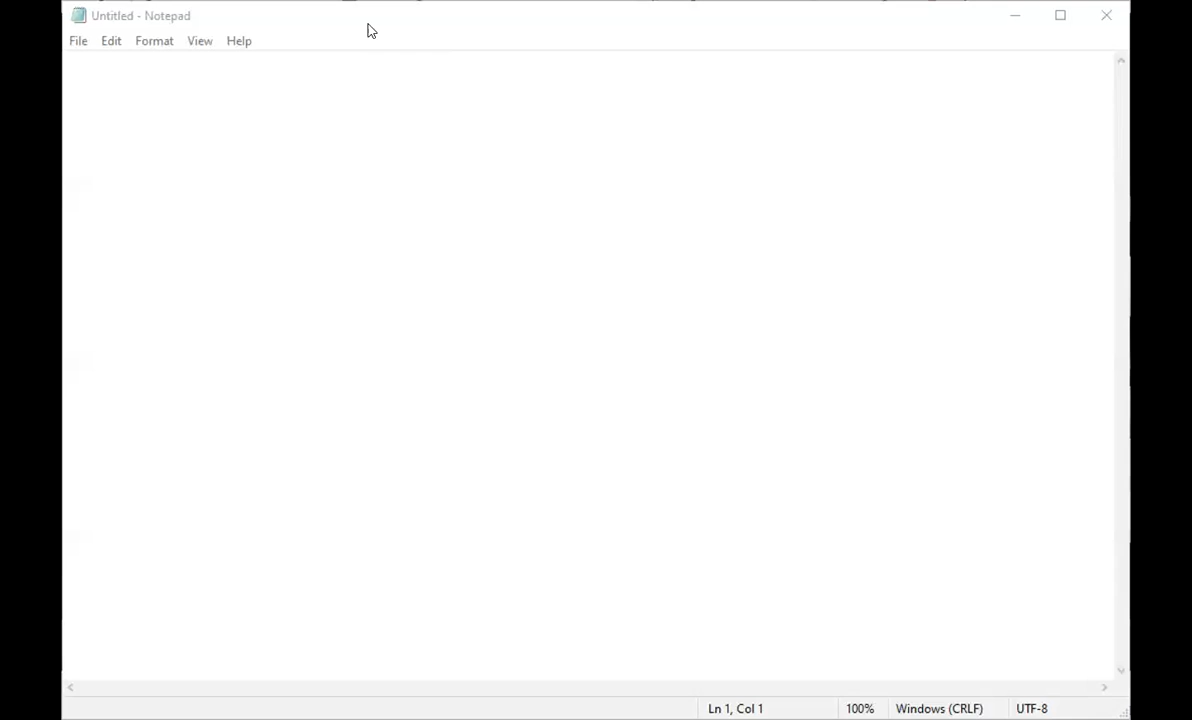 Untitled - Notepad
File Edit Format View Help
Ln 1, Col 1 100% Windows (CRLF) UTF-8